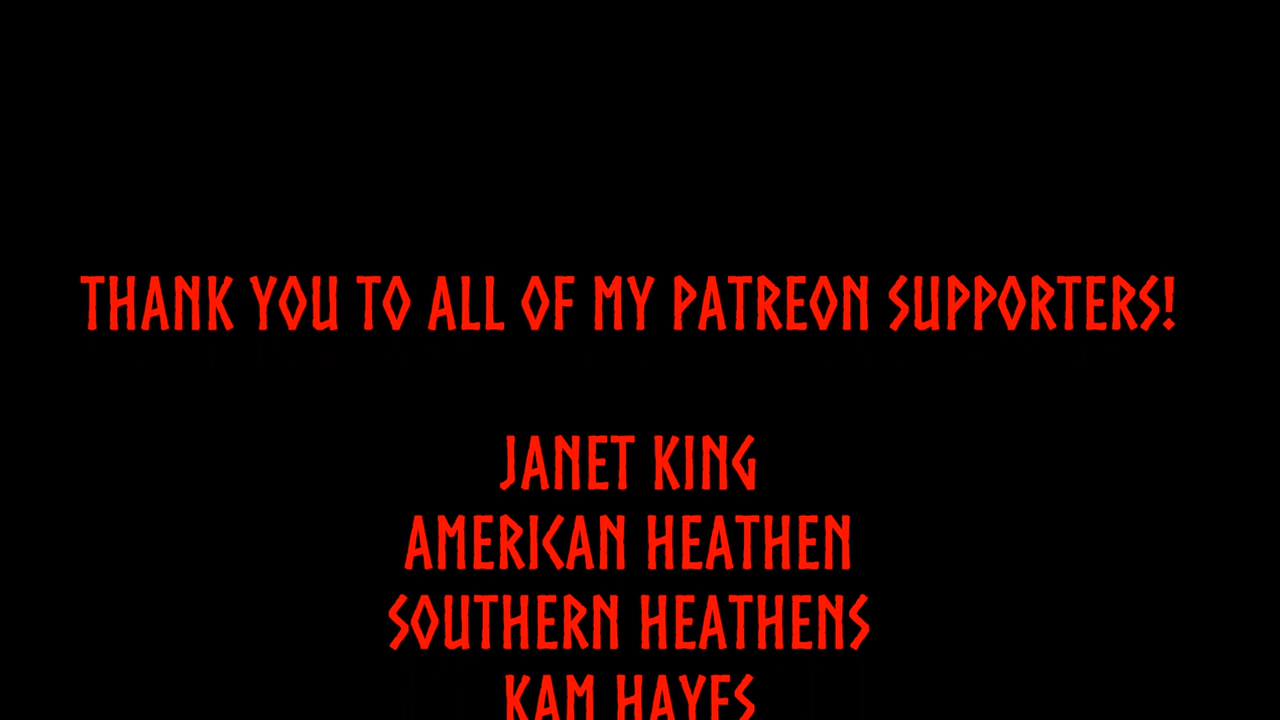 THANK YOU TO ALL OF MY PATREON SUPPORTERS!
JANET KING
AMERICAN HEATHEN
SOUTHERN HEATHENS
KAM HAYES